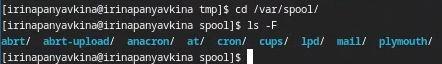 [irinapanyavkina@irinapanyavkina tmp]$ cd /var/spool/
[irinapanyavkina@irinapanyavkina spool]$ ls -F
abrt/  abrt-upload/  anacron/  at/  cron/  cups/  lpd/  mail/  plymouth/
[irinapanyavkina@irinapanyavkina spool]$